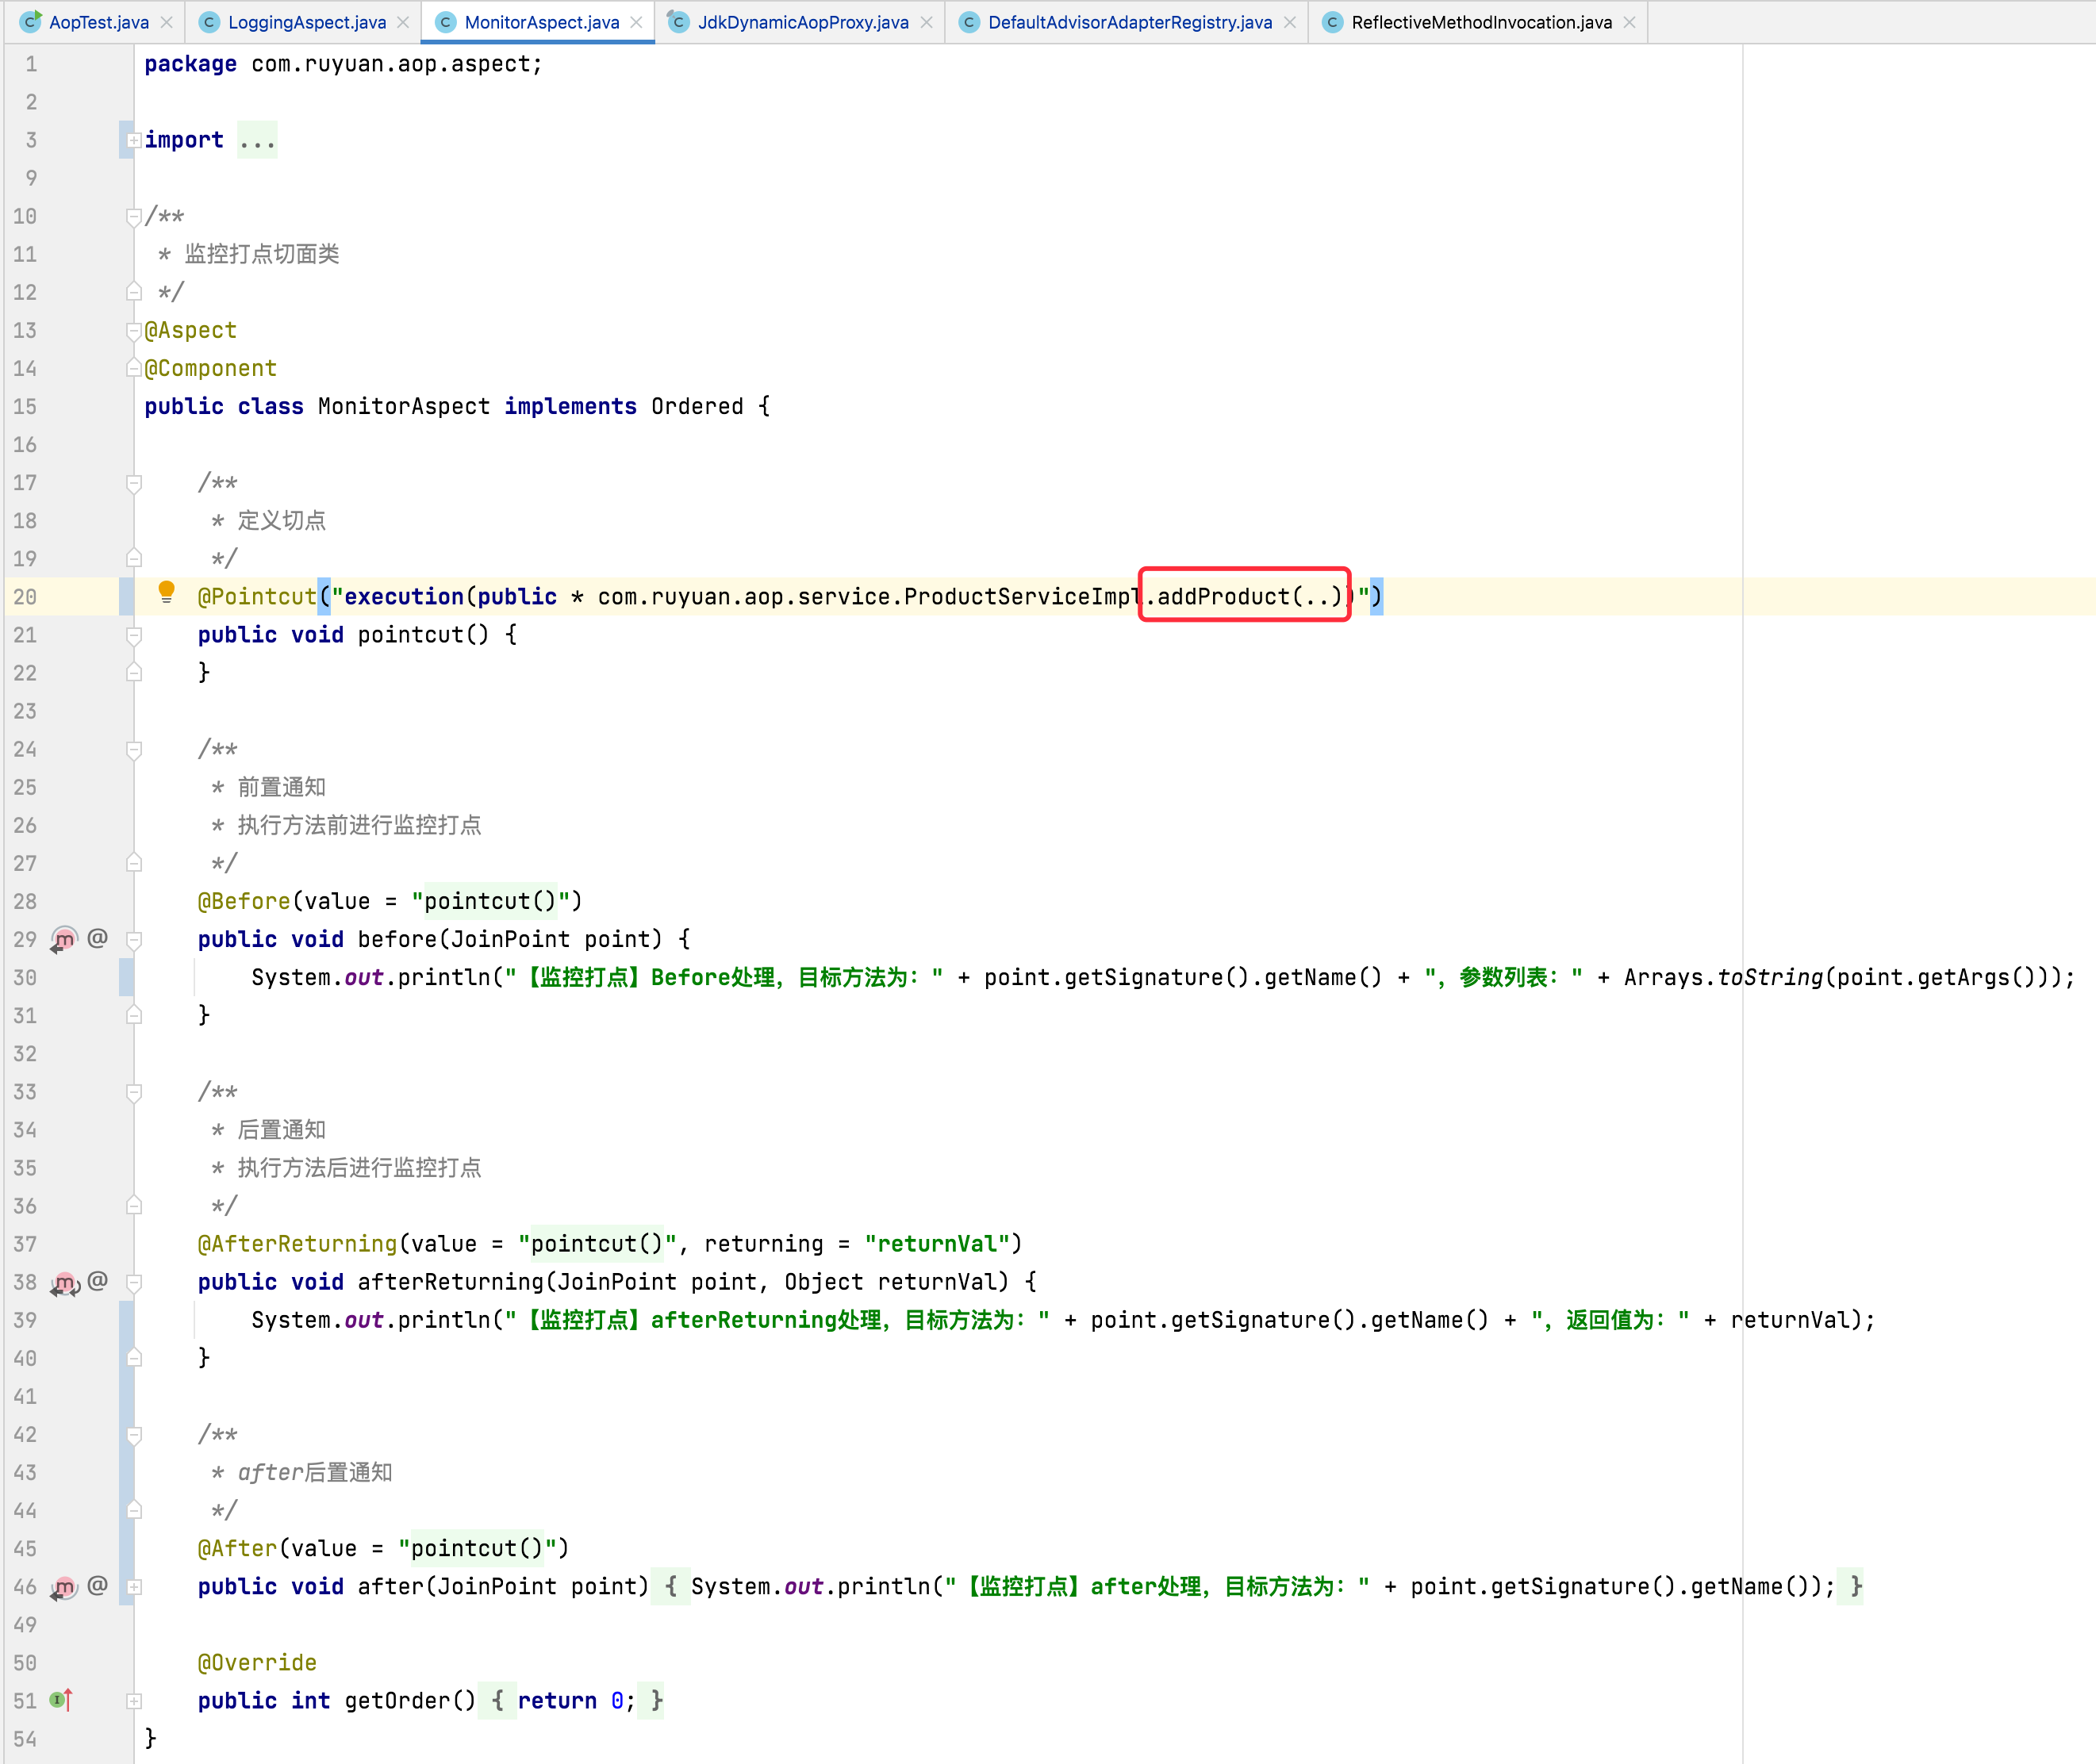 AopTest.java LoggingAspect.java MonitorAspect.java JdkDynamicAopProxy.java DefaultAdvisorAdapterRegistry.java ReflectiveMethodInvocation.java
1 package com.ruyuan.aop.aspect;
2
3 import ...
9
10 /**
11 * 监控打点切面类
12 */
13 @Aspect
14 @Component
15 public class MonitorAspect implements Ordered {
16
17 /**
18 * 定义切点
19 */
20 @Pointcut("execution(public * com.ruyuan.aop.service.ProductServiceImpl.addProduct(..))")
21 public void pointcut() {
22 }
23
24 /**
25 * 前置通知
26 * 执行方法前进行监控打点
27 */
28 @Before(value = "pointcut()")
29 public void before(JoinPoint point) {
30 System.out.println("【监控打点】Before处理，目标方法为：" + point.getSignature().getName() + "，参数列表：" + Arrays.toString(point.getArgs()));
31 }
32
33 /**
34 * 后置通知
35 * 执行方法后进行监控打点
36 */
37 @AfterReturning(value = "pointcut()", returning = "returnVal")
38 public void afterReturning(JoinPoint point, Object returnVal) {
39 System.out.println("【监控打点】afterReturning处理，目标方法为：" + point.getSignature().getName() + "，返回值为：" + returnVal);
40 }
41
42 /**
43 * after后置通知
44 */
45 @After(value = "pointcut()")
46 public void after(JoinPoint point) { System.out.println("【监控打点】after处理，目标方法为：" + point.getSignature().getName()); }
49
50 @Override
51 public int getOrder() { return 0; }
54 }